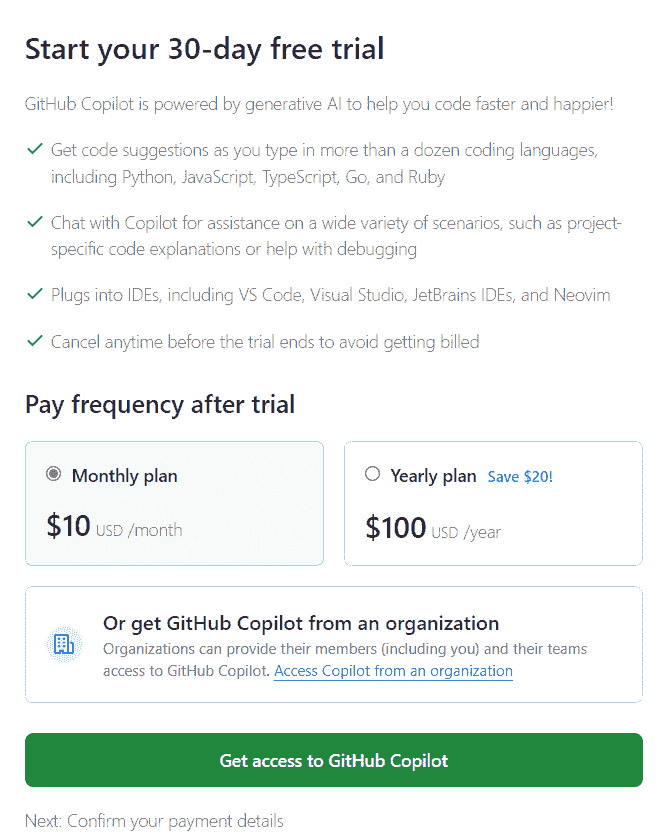 Start your 30-day free trial
GitHub Copilot is powered by generative AI to help you code faster and happier!
Get code suggestions as you type in more than a dozen coding languages,
including Python, JavaScript, TypeScript, Go, and Ruby
Chat with Copilot for assistance on a wide variety of scenarios, such as project-
specific code explanations or help with debugging
Plugs into IDEs, including VS Code, Visual Studio, JetBrains IDEs, and Neovim
Cancel anytime before the trial ends to avoid getting billed
Pay frequency after trial
Monthly plan
$10 USD /month
Yearly plan Save $20!
$100 USD /year
Or get GitHub Copilot from an organization
Organizations can provide their members (including you) and their teams
access to GitHub Copilot. Access Copilot from an organization
Get access to GitHub Copilot
Next: Confirm your payment details